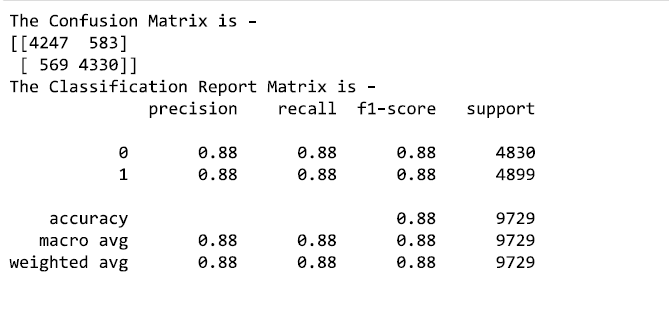 The Confusion Matrix is -
[[4247  583]
 [ 569 4330]]
The Classification Report Matrix is -
              precision    recall  f1-score   support

           0       0.88      0.88      0.88      4830
           1       0.88      0.88      0.88      4899

    accuracy                           0.88      9729
   macro avg       0.88      0.88      0.88      9729
weighted avg       0.88      0.88      0.88      9729